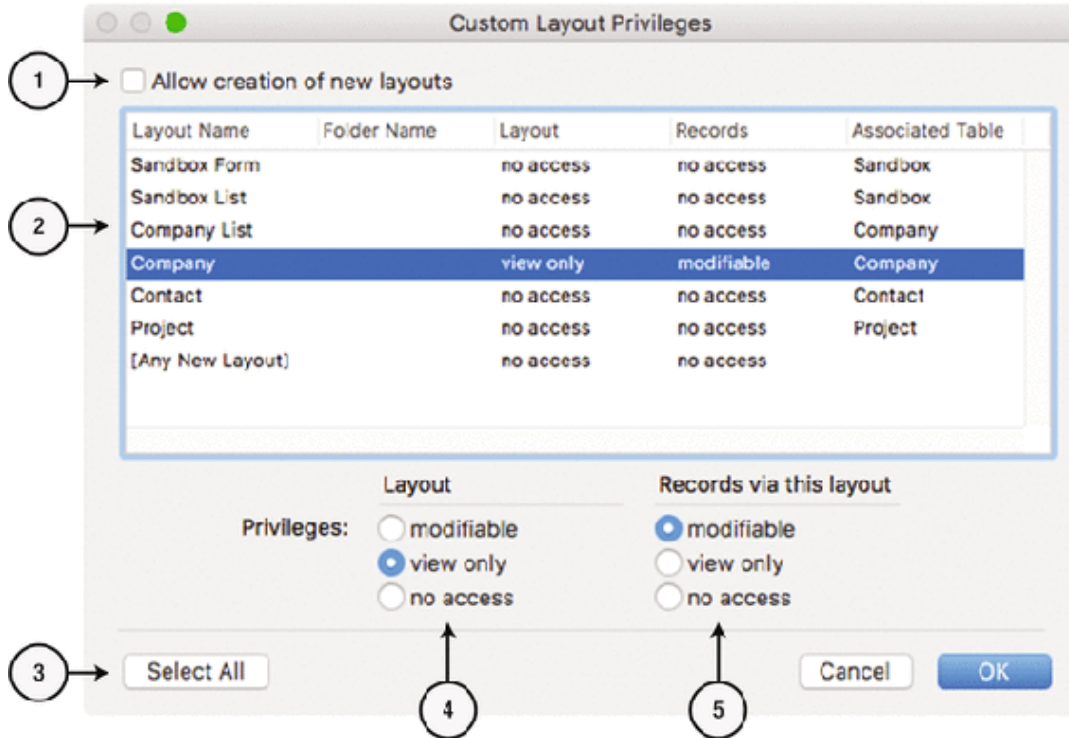 Custom Layout Privileges
1 Allow creation of new layouts
Layout Name Folder Name Layout Records Associated Table
Sandbox Form no access no access Sandbox
Sandbox List no access no access Sandbox
2
Company List no access no access Company
Company view only modifiable Company
Contact no access no access Contact
Project no access no access Project
[Any New Layout] no access no access
Layout Records via this layout
Privileges: modifiable modifiable
view only view only
no access no access
3 Select All Cancel OK
4 5